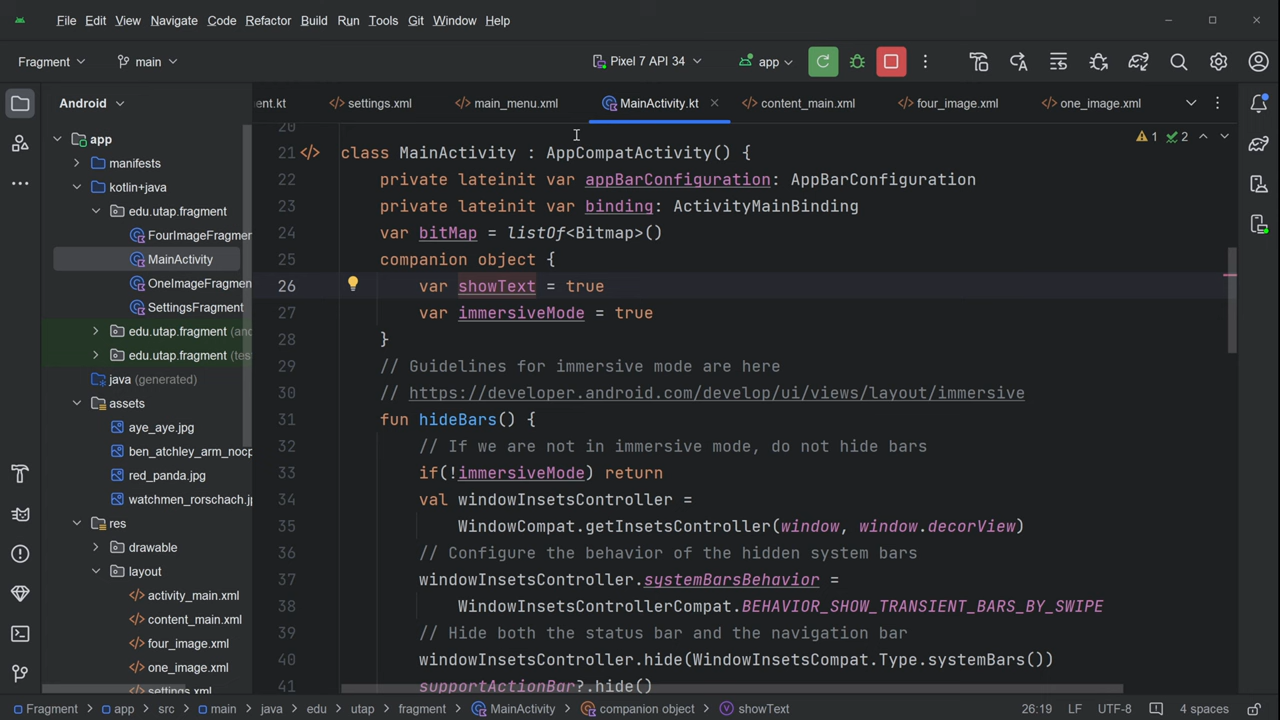 File Edit View Navigate Code Refactor Build Run Tools Git Window Help
Fragment main Pixel 7 API 34 app
Android
ent.kt settings.xml main_menu.xml MainActivity.kt content_main.xml four_image.xml one_image.xml
app
manifests
kotlin+java
edu.utap.fragment
FourImageFragmen
MainActivity
OneImageFragmen
SettingsFragment
edu.utap.fragment (an
edu.utap.fragment (te
java (generated)
assets
aye_aye.jpg
ben_atchley_arm_nocp
red_panda.jpg
watchmen_rorschach.jp
res
drawable
layout
activity_main.xml
content_main.xml
four_image.xml
one_image.xml
settings.xml
1 2
20
21 class MainActivity : AppCompatActivity() {
22 private lateinit var appBarConfiguration: AppBarConfiguration
23 private lateinit var binding: ActivityMainBinding
24 var bitMap = listOf<Bitmap>()
25 companion object {
26 var showText = true
27 var immersiveMode = true
28 }
29 // Guidelines for immersive mode are here
30 // https://developer.android.com/develop/ui/views/layout/immersive
31 fun hideBars() {
32 // If we are not in immersive mode, do not hide bars
33 if(!immersiveMode) return
34 val windowInsetsController =
35 WindowCompat.getInsetsController(window, window.decorView)
36 // Configure the behavior of the hidden system bars
37 windowInsetsController.systemBarsBehavior =
38 WindowInsetsControllerCompat.BEHAVIOR_SHOW_TRANSIENT_BARS_BY_SWIPE
39 // Hide both the status bar and the navigation bar
40 windowInsetsController.hide(WindowInsetsCompat.Type.systemBars())
41 supportActionBar?.hide()
Fragment app src main java edu utap fragment MainActivity companion object showText 26:19 LF UTF-8 4 spaces